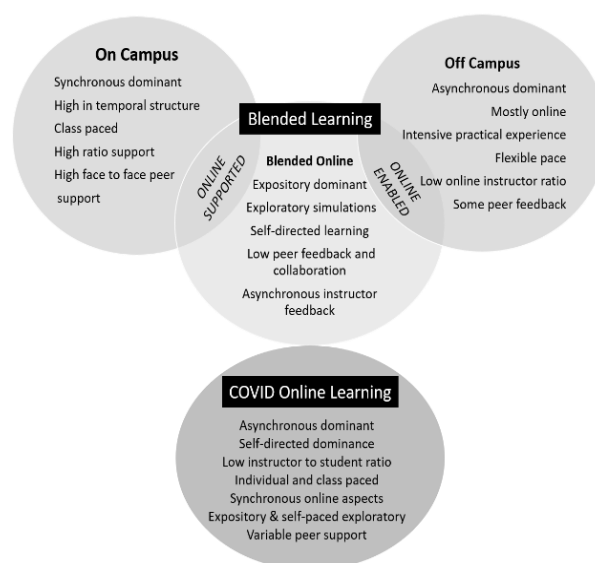 On Campus
Synchronous dominant
High in temporal structure
Class paced
High ratio support
High face to face peer
support
Off Campus
Asynchronous dominant
Mostly online
Intensive practical experience
Flexible pace
Low online instructor ratio
Some peer feedback
Blended Learning
ONLINE
SUPPORTED
ONLINE
ENABLED
Blended Online
Expository dominant
Exploratory simulations
Self-directed learning
Low peer feedback and
collaboration
Asynchronous instructor
feedback
COVID Online Learning
Asynchronous dominant
Self-directed dominance
Low instructor to student ratio
Individual and class paced
Synchronous online aspects
Expository & self-paced exploratory
Variable peer support